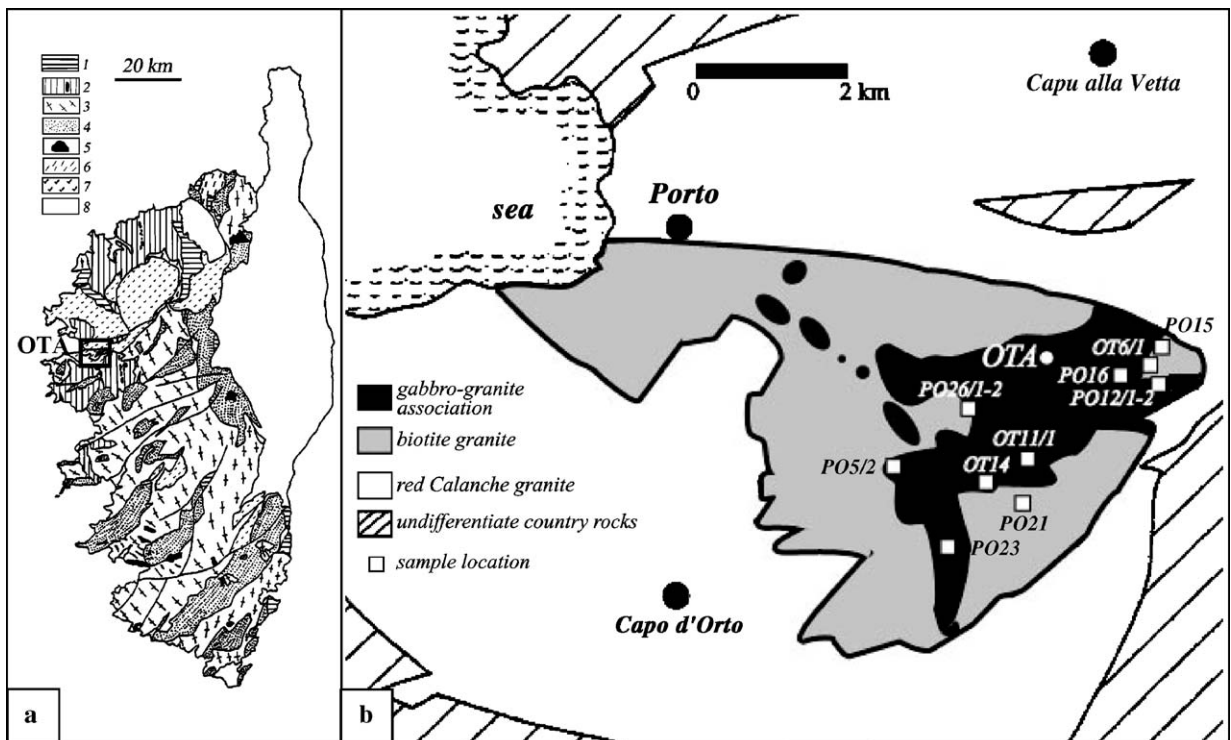 1
2
3
4
5
6
7
8
20 km
OTA
a
0 2 km
Capu alla Vetta
Porto
sea
PO15
OTA
OT6/1
PO16
PO26/1-2
PO12/1-2
OT11/1
PO5/2
OT14
PO21
PO23
gabbro-granite
association
biotite granite
red Calanche granite
undifferentiate country rocks
sample location
Capo d'Orto
b